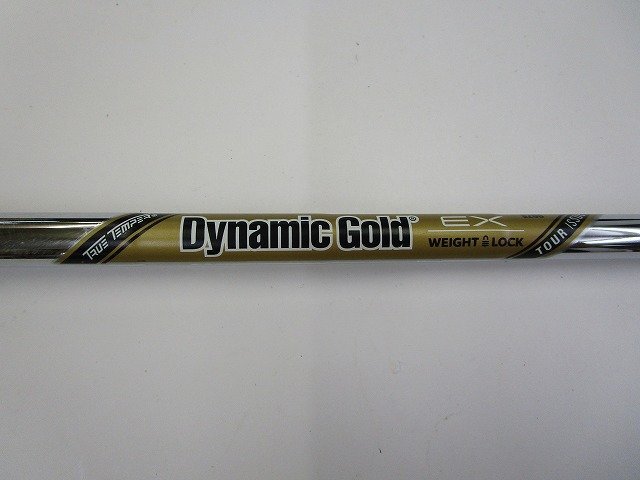 TRUE TEMPER
Dynamic Gold®
EX
WEIGHT LOCK
TOUR ISSUE